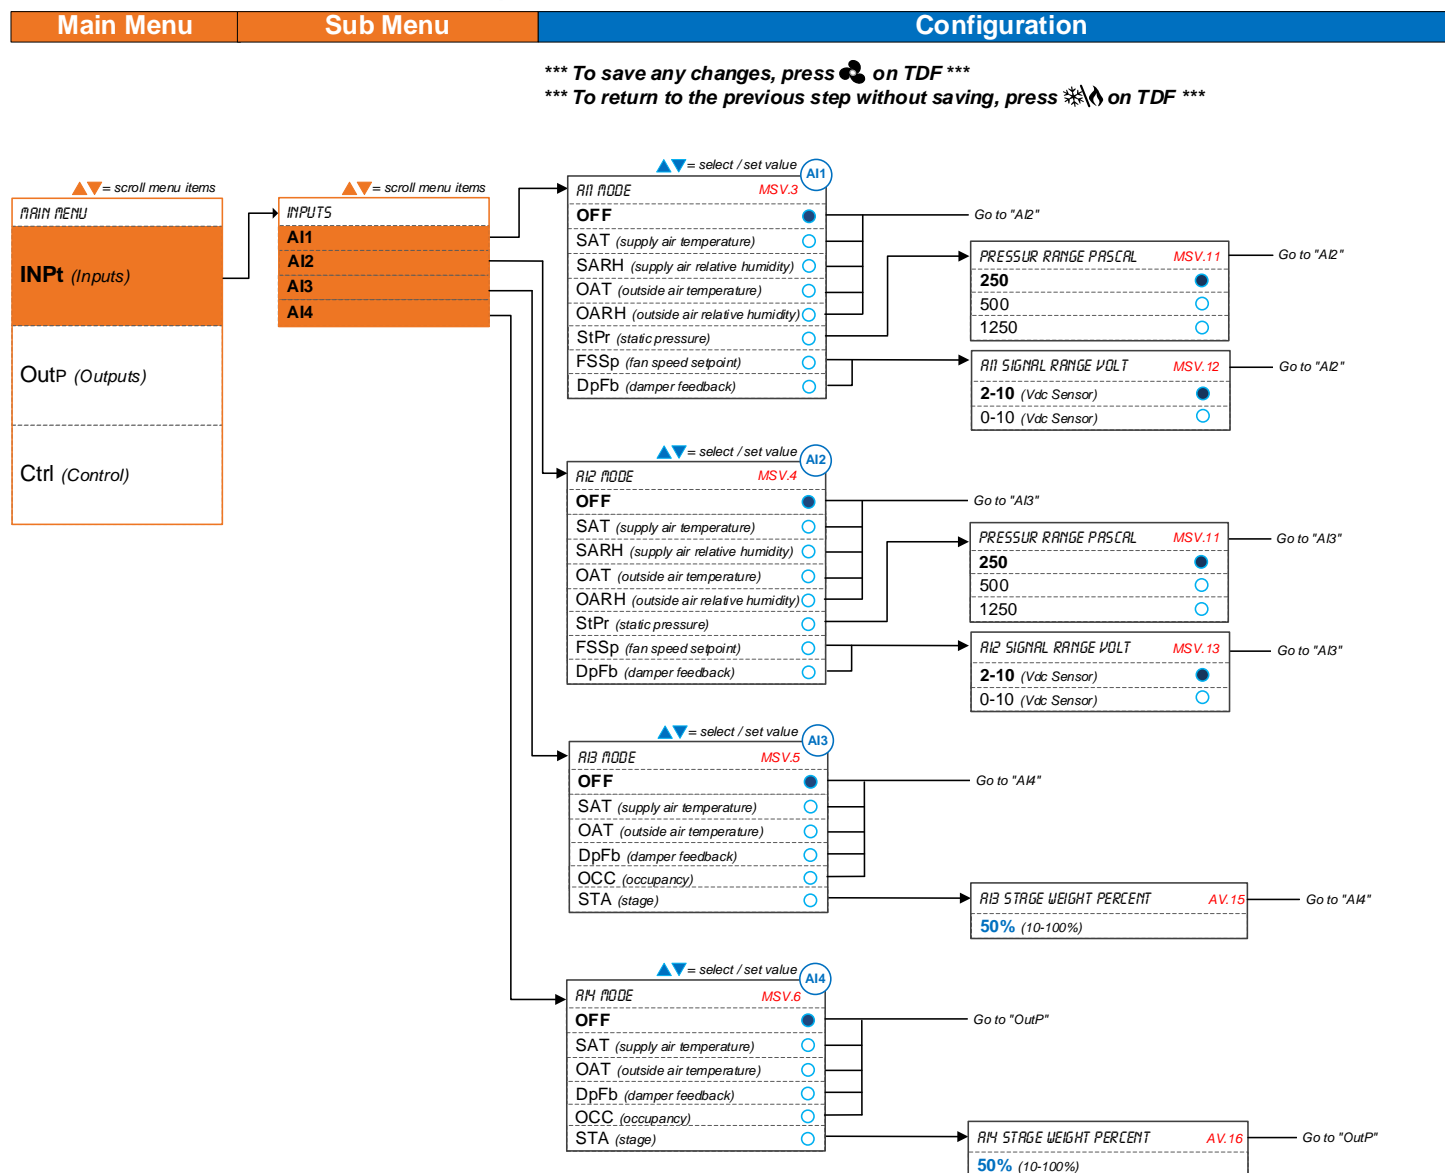 Main Menu
Sub Menu
Configuration
*** To save any changes, press on TDF ***
*** To return to the previous step without saving, press \ on TDF ***
= scroll menu items
MAIN MENU
INPt (Inputs)
OutP (Outputs)
Ctrl (Control)
= scroll menu items
INPUTS
AI1
AI2
AI3
AI4
= select / set value
AI1
AI1 MODE MSV.3
OFF
SAT (supply air temperature)
SARH (supply air relative humidity)
OAT (outside air temperature)
OARH (outside air relative humidity)
StPr (static pressure)
FSSp (fan speed setpoint)
DpFb (damper feedback)
Go to "AI2"
PRESSUR RANGE PASCAL MSV.11
250
500
1250
Go to "AI2"
AI1 SIGNAL RANGE VOLT MSV.12
2-10 (Vdc Sensor)
0-10 (Vdc Sensor)
Go to "AI2"
= select / set value
AI2
AI2 MODE MSV.4
OFF
SAT (supply air temperature)
SARH (supply air relative humidity)
OAT (outside air temperature)
OARH (outside air relative humidity)
StPr (static pressure)
FSSp (fan speed setpoint)
DpFb (damper feedback)
Go to "AI3"
PRESSUR RANGE PASCAL MSV.11
250
500
1250
Go to "AI3"
AI2 SIGNAL RANGE VOLT MSV.13
2-10 (Vdc Sensor)
0-10 (Vdc Sensor)
Go to "AI3"
= select / set value
AI3
AI3 MODE MSV.5
OFF
SAT (supply air temperature)
OAT (outside air temperature)
DpFb (damper feedback)
OCC (occupancy)
STA (stage)
Go to "AI4"
AI3 STAGE WEIGHT PERCENT AV.15
50% (10-100%)
Go to "AI4"
= select / set value
AI4
AI4 MODE MSV.6
OFF
SAT (supply air temperature)
OAT (outside air temperature)
DpFb (damper feedback)
OCC (occupancy)
STA (stage)
Go to "OutP"
AI4 STAGE WEIGHT PERCENT AV.16
50% (10-100%)
Go to "OutP"